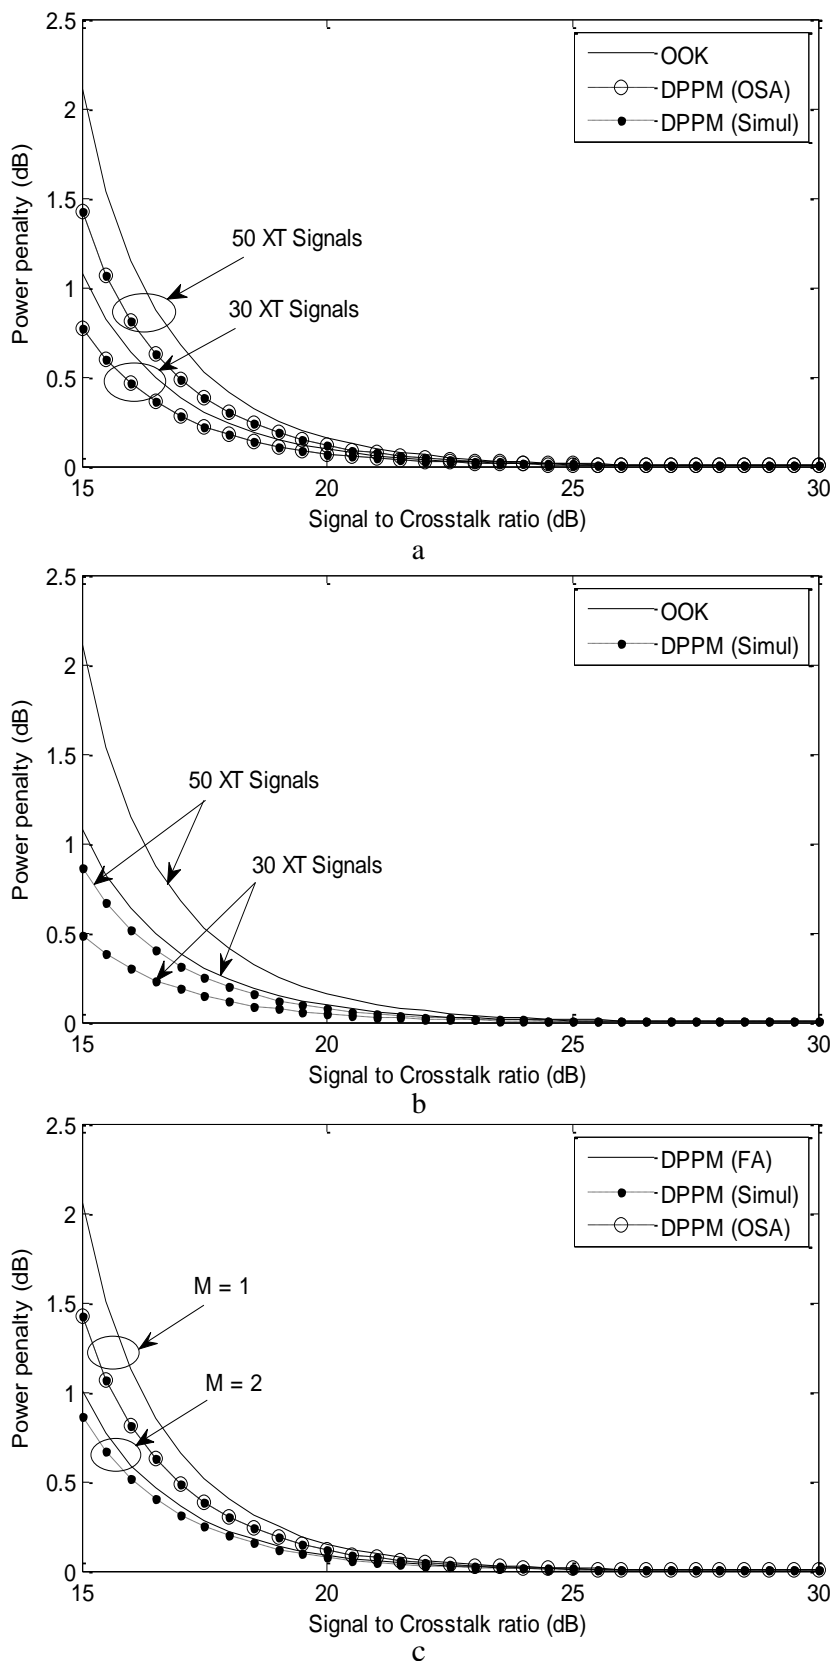 2.5
OOK
DPPM (OSA)
DPPM (Simul)
2
1.5
50 XT Signals
30 XT Signals
1
0.5
0
Power penalty (dB)
15 20 25 30
Signal to Crosstalk ratio (dB)
a
2.5
OOK
DPPM (Simul)
2
1.5
50 XT Signals
30 XT Signals
1
0.5
0
Power penalty (dB)
15 20 25 30
Signal to Crosstalk ratio (dB)
b
2.5
DPPM (FA)
DPPM (Simul)
DPPM (OSA)
2
M = 1
1.5
M = 2
1
0.5
0
Power penalty (dB)
15 20 25 30
Signal to Crosstalk ratio (dB)
c